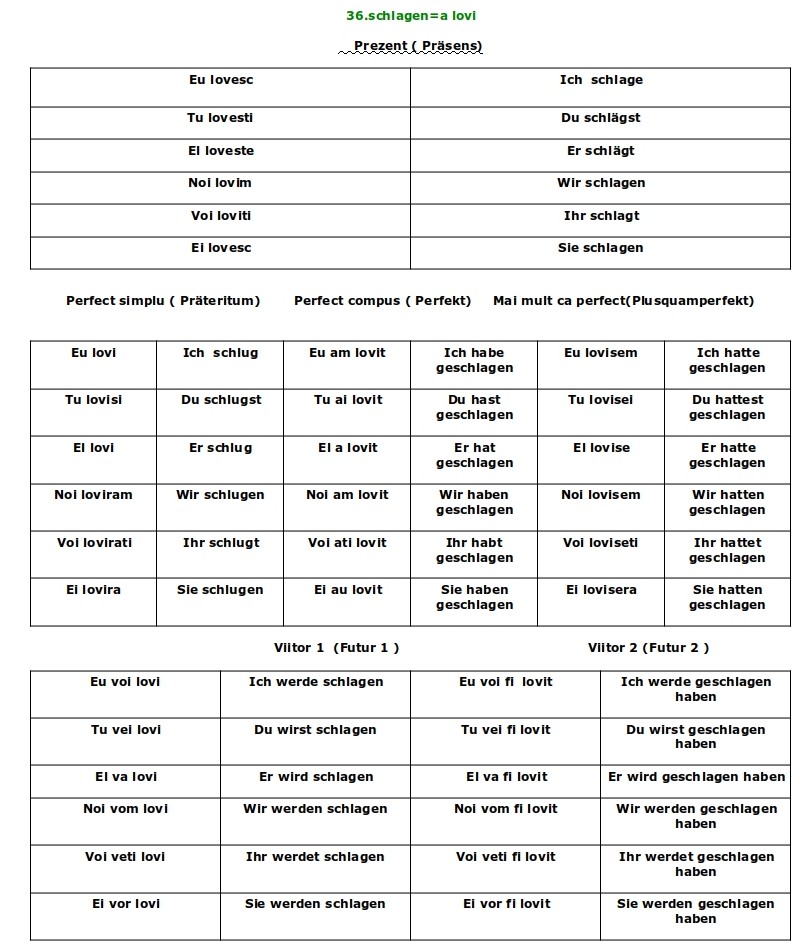 36.schlagen=a lovi
Prezent ( Präsens)
Eu lovesc Ich schlage
Tu lovesti Du schlägst
El loveste Er schlägt
Noi lovim Wir schlagen
Voi loviti Ihr schlagt
Ei lovesc Sie schlagen
Perfect simplu ( Präteritum) Perfect compus ( Perfekt) Mai mult ca perfect(Plusquamperfekt)
Eu lovi Ich schlug Eu am lovit Ich habe geschlagen Eu lovisem Ich hatte geschlagen
Tu lovisi Du schlugst Tu ai lovit Du hast geschlagen Tu lovisei Du hattest geschlagen
El lovi Er schlug El a lovit Er hat geschlagen El lovise Er hatte geschlagen
Noi loviram Wir schlugen Noi am lovit Wir haben geschlagen Noi lovisem Wir hatten geschlagen
Voi lovirati Ihr schlugt Voi ati lovit Ihr habt geschlagen Voi loviseti Ihr hattet geschlagen
Ei lovira Sie schlugen Ei au lovit Sie haben geschlagen Ei lovisera Sie hatten geschlagen
Viitor 1 (Futur 1 ) Viitor 2 (Futur 2 )
Eu voi lovi Ich werde schlagen Eu voi fi lovit Ich werde geschlagen haben
Tu vei lovi Du wirst schlagen Tu vei fi lovit Du wirst geschlagen haben
El va lovi Er wird schlagen El va fi lovit Er wird geschlagen haben
Noi vom lovi Wir werden schlagen Noi vom fi lovit Wir werden geschlagen haben
Voi veti lovi Ihr werdet schlagen Voi veti fi lovit Ihr werdet geschlagen haben
Ei vor lovi Sie werden schlagen Ei vor fi lovit Sie werden geschlagen haben